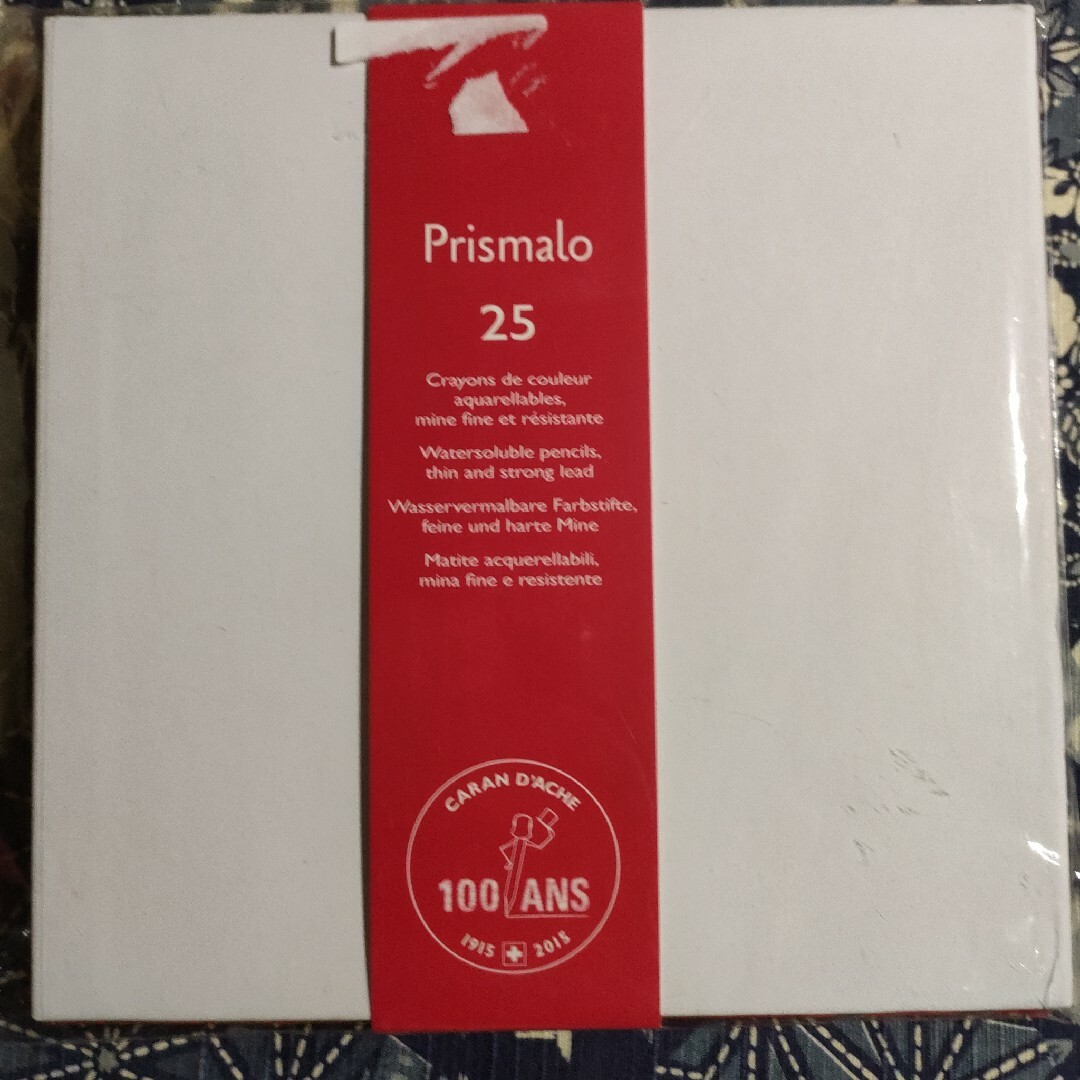 Prismalo
25
Crayons de couleur
aquarellables,
mine fine et résistante
Watersoluble pencils,
thin and strong lead
Wasservermalbare Farbstifte,
feine und harte Mine
Matite acquerellabili,
mina fine e resistente
CARAN D'ACHE
100 ANS
1915 2015